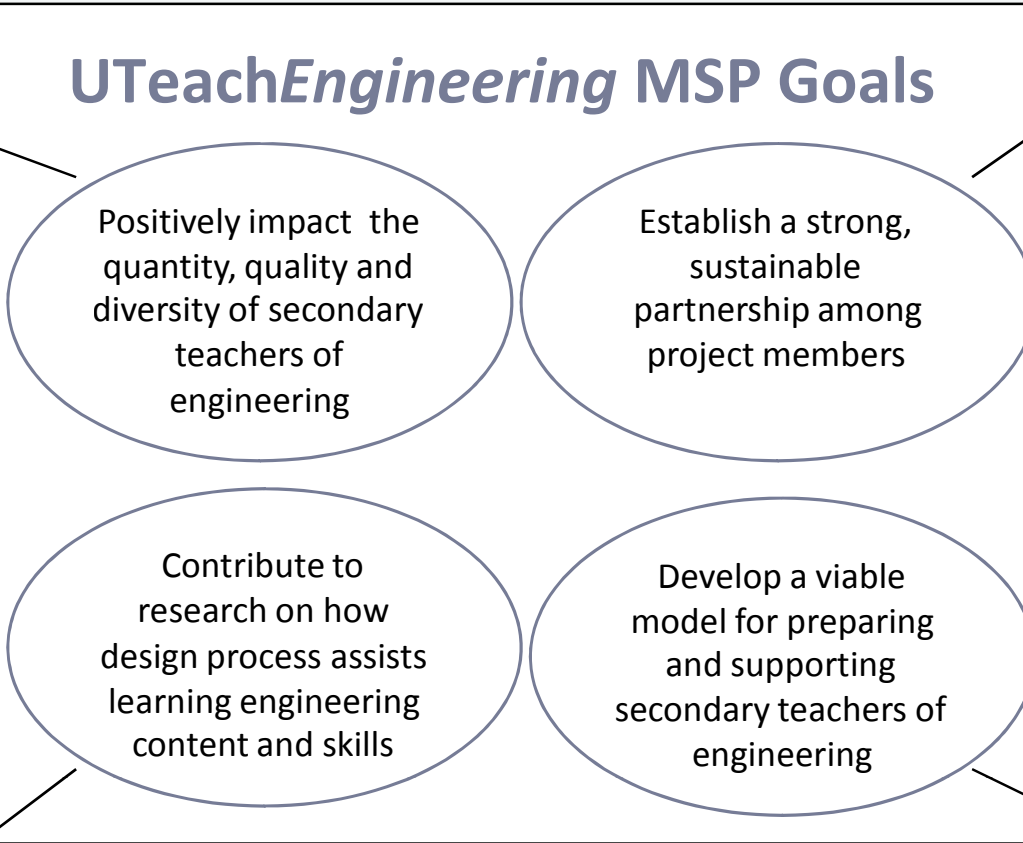 UTeachEngineering MSP Goals
Positively impact the
quantity, quality and
diversity of secondary
teachers of
engineering
Establish a strong,
sustainable
partnership among
project members
Contribute to
research on how
design process assists
learning engineering
content and skills
Develop a viable
model for preparing
and supporting
secondary teachers of
engineering